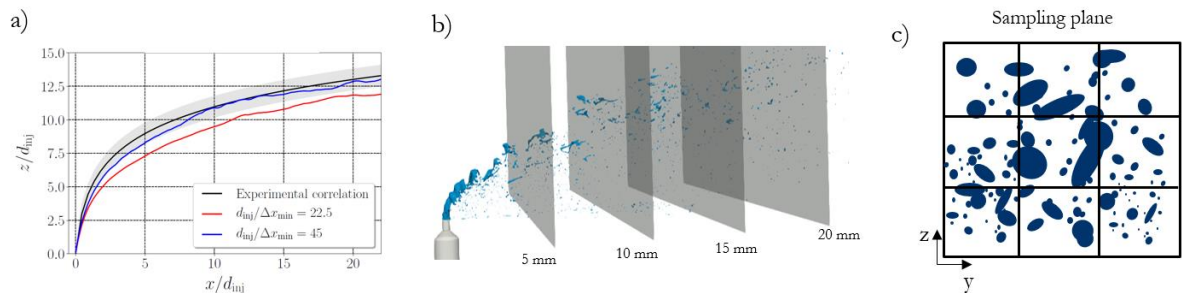 a)
15.0
12.5
10.0
7.5
5.0
2.5
0.0
z/d_inj
0
5
10
15
20
x/d_inj
Experimental correlation
d_inj/Δx_min = 22.5
d_inj/Δx_min = 45
b)
5 mm
10 mm
15 mm
20 mm
c)
Sampling plane
z
y